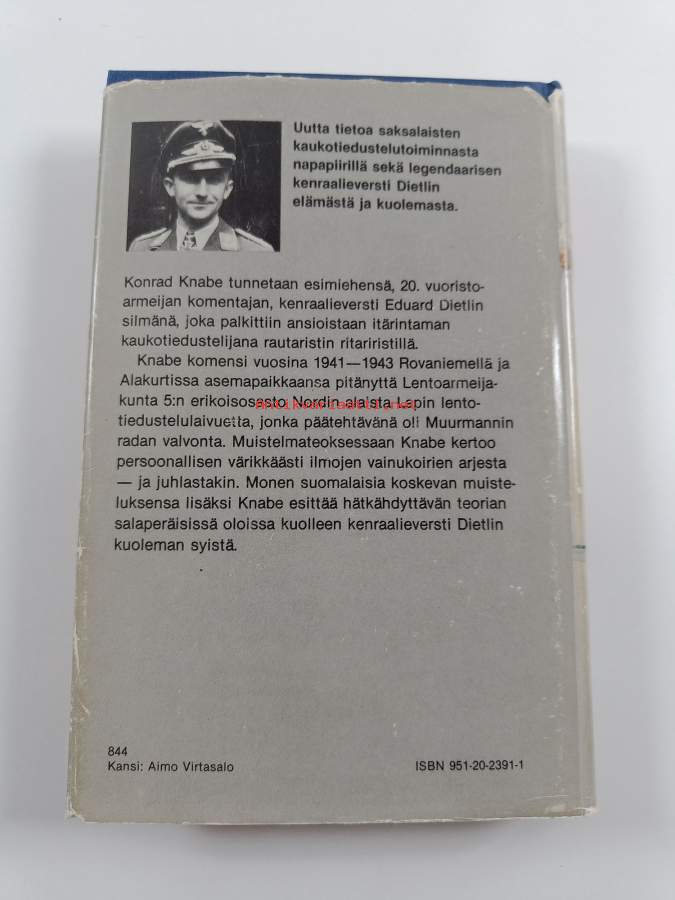 Uutta tietoa saksalaisten
kaukotiedustelutoiminnasta
napapiirillä sekä legendaarisen
kenraalieversti Dietlin
elämästä ja kuolemasta.
Konrad Knabe tunnetaan esimiehensä, 20. vuoristo-
armeijan komentajan, kenraalieversti Eduard Dietlin
silmänä, joka palkittiin ansioistaan itärintaman
kaukotiedustelijana rautaristin ritariristillä.
Knabe komensi vuosina 1941—1943 Rovaniemellä ja
Alakurtissa asemapaikkaansa pitänyttä Lentoarmeija-
kunta 5:n erikoisosasto Nordin alaista Lapin lento-
tiedustelulaivuetta, jonka päätehtävänä oli Muurmannin
radan valvonta. Muistelmateoksessaan Knabe kertoo
persoonallisen värikkäästi ilmojen vainukoirien arjesta
— ja juhlastakin. Monen suomalaisia koskevan muiste-
luksensa lisäksi Knabe esittää hätkähdyttävän teorian
salaperäisissä oloissa kuolleen kenraalieversti Dietlin
kuoleman syistä.
Antikvariaatti.net
844
Kansi: Aimo Virtasalo
ISBN 951-20-2391-1